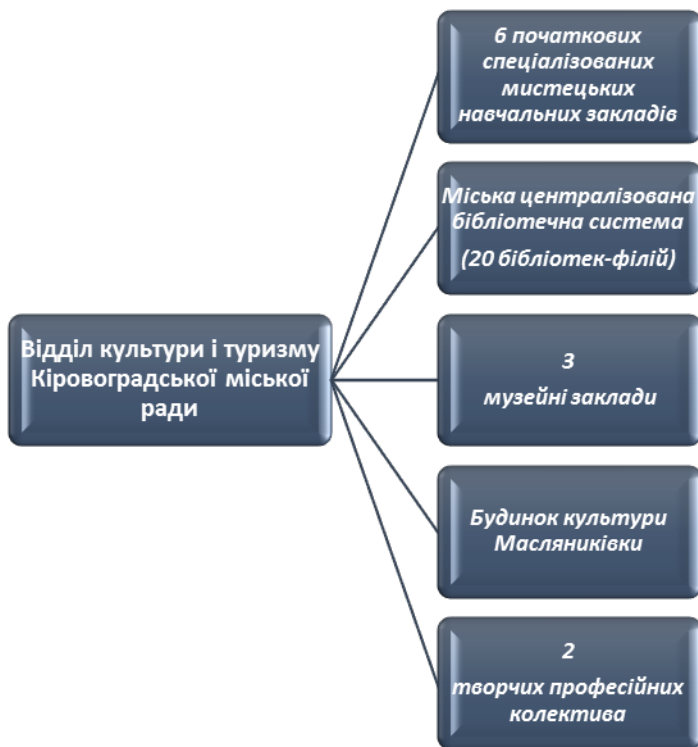 6 початкових
спеціалізованих
мистецьких
навчальних закладів
Міська централізована
бібліотечна система
(20 бібліотек-філій)
Відділ культури і туризму
Кіровоградської міської
ради
3
музейні заклади
Будинок культури
Масляниківки
2
творчих професійних
колектива